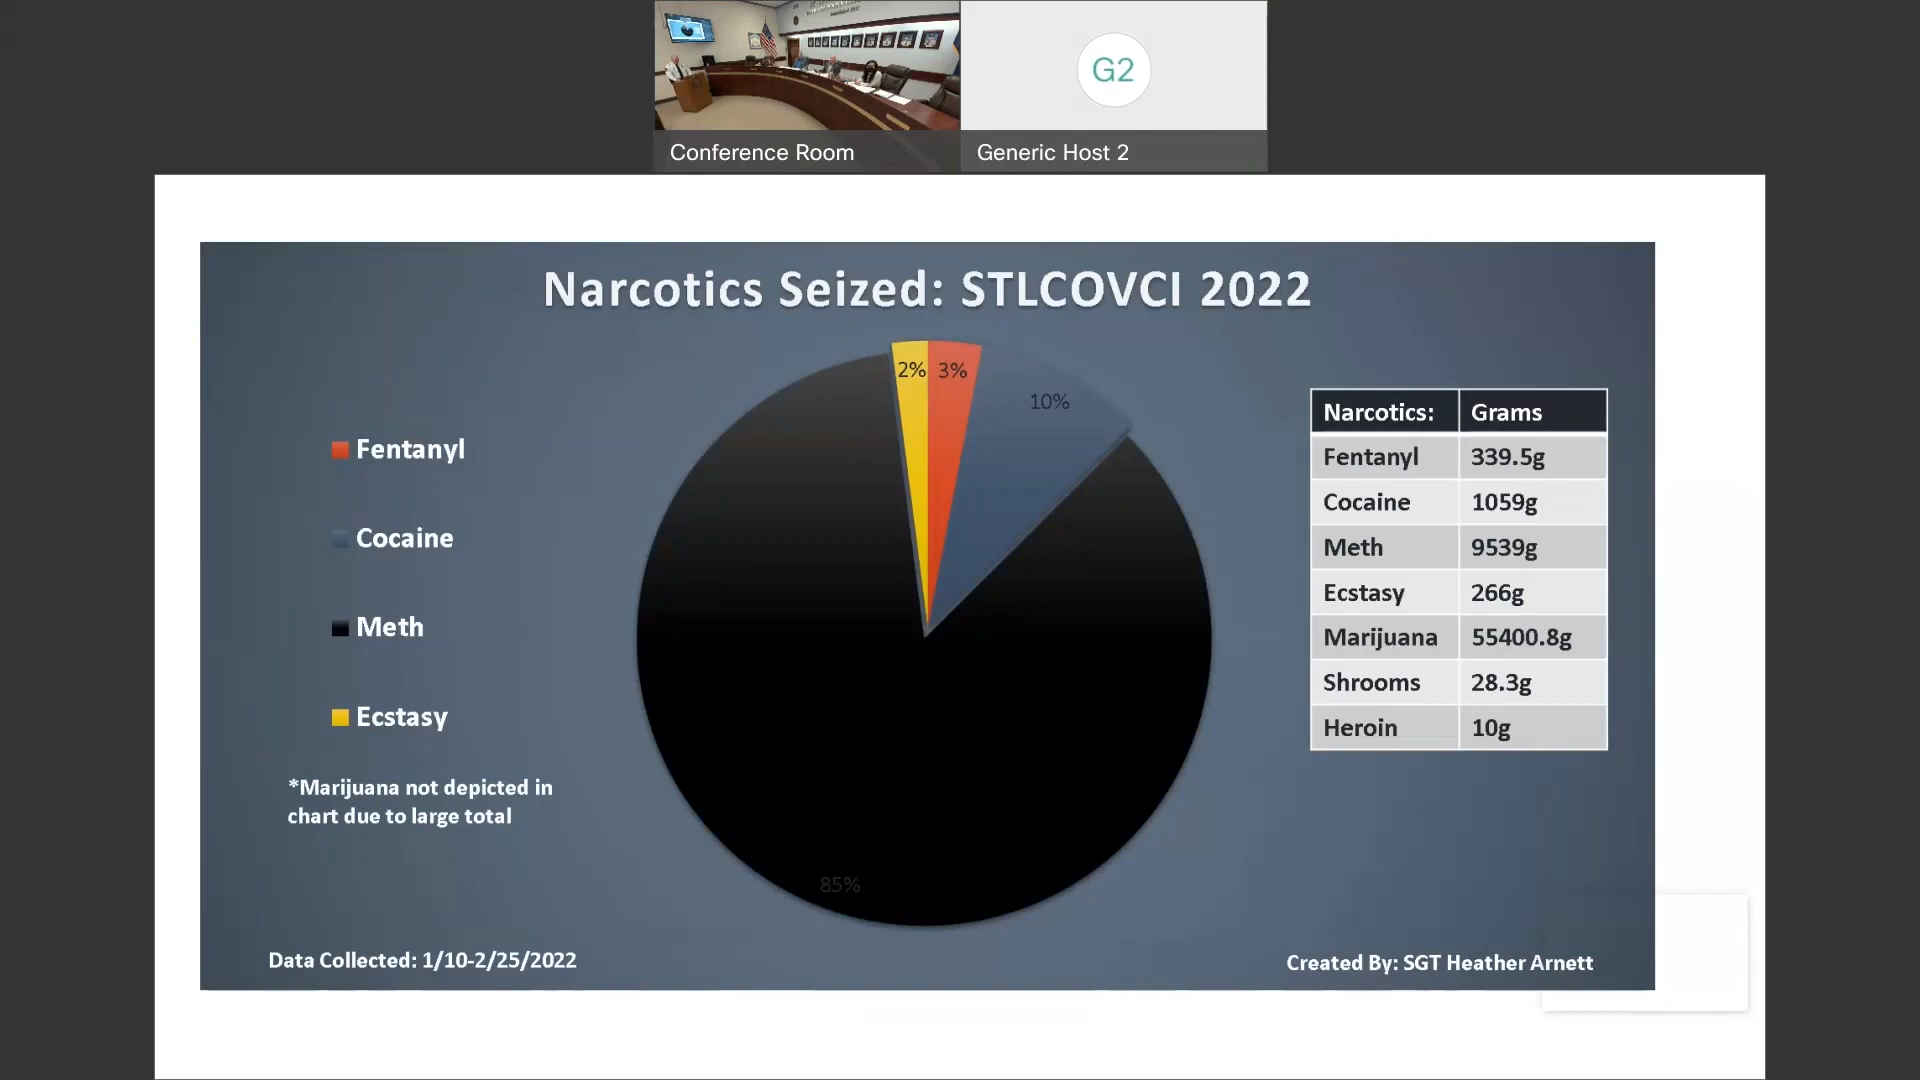 G2
Conference Room
Generic Host 2
Narcotics Seized: STLCOVCI 2022
2%
3%
10%
85%
Fentanyl
Cocaine
Meth
Ecstasy
*Marijuana not depicted in
chart due to large total
Narcotics: Grams
Fentanyl 339.5g
Cocaine 1059g
Meth 9539g
Ecstasy 266g
Marijuana 55400.8g
Shrooms 28.3g
Heroin 10g
Data Collected: 1/10-2/25/2022
Created By: SGT Heather Arnett